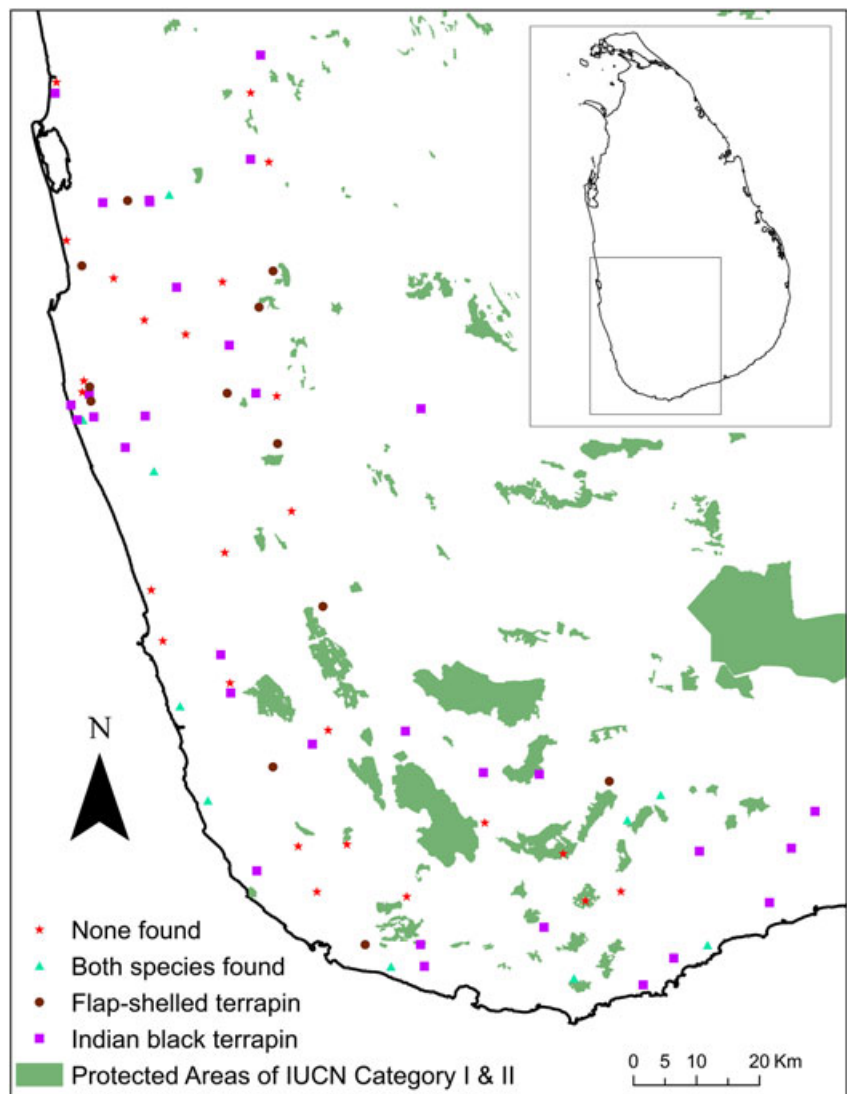 N
None found
Both species found
Flap-shelled terrapin
Indian black terrapin
Protected Areas of IUCN Category I & II
0 5 10 20 Km